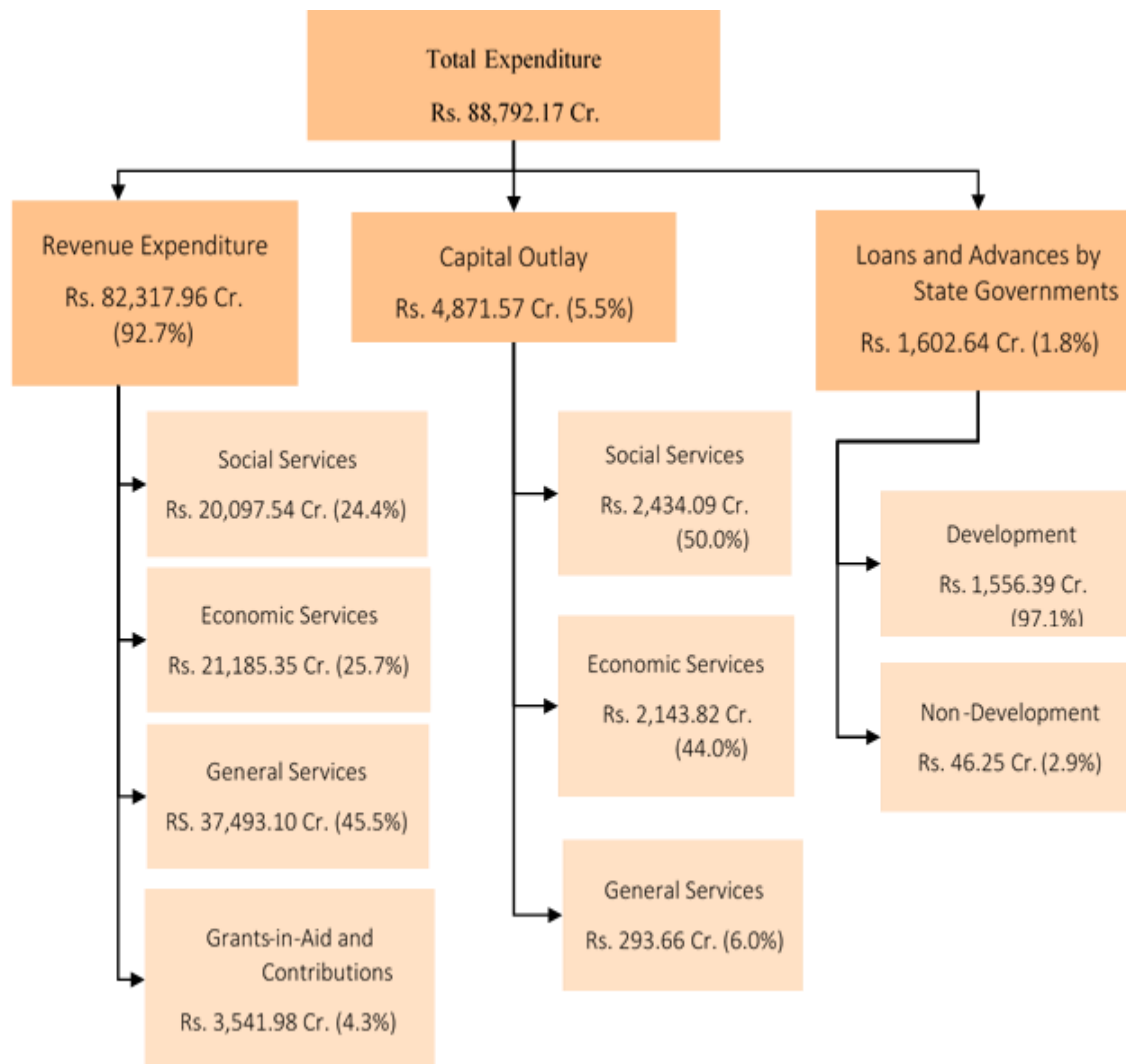 Total Expenditure
Rs. 88,792.17 Cr.
Revenue Expenditure
Rs. 82,317.96 Cr.
(92.7%)
Capital Outlay
Rs. 4,871.57 Cr. (5.5%)
Loans and Advances by
State Governments
Rs. 1,602.64 Cr. (1.8%)
Social Services
Rs. 20,097.54 Cr. (24.4%)
Economic Services
Rs. 21,185.35 Cr. (25.7%)
General Services
RS. 37,493.10 Cr. (45.5%)
Grants-in-Aid and
Contributions
Rs. 3,541.98 Cr. (4.3%)
Social Services
Rs. 2,434.09 Cr.
(50.0%)
Economic Services
Rs. 2,143.82 Cr.
(44.0%)
General Services
Rs. 293.66 Cr. (6.0%)
Development
Rs. 1,556.39 Cr.
(97.1%)
Non-Development
Rs. 46.25 Cr. (2.9%)